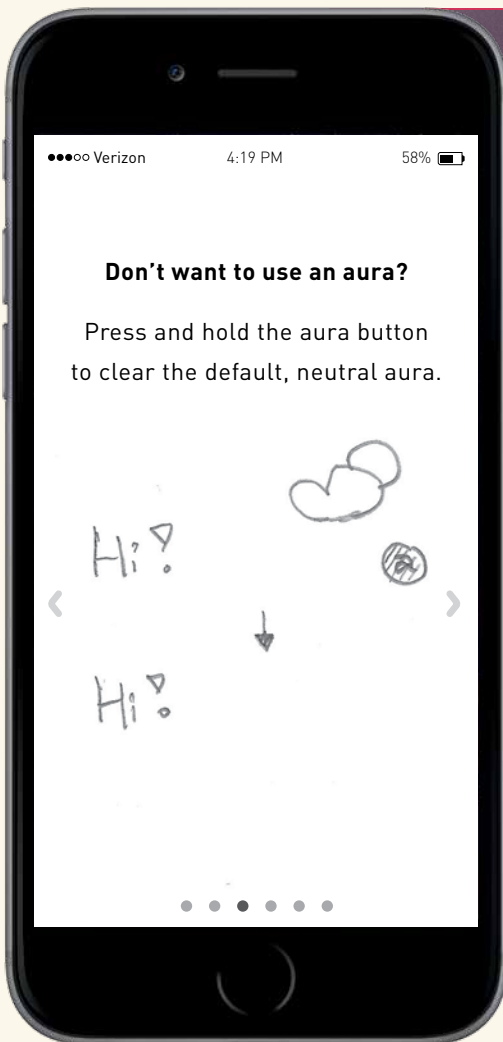 Verizon 4:19 PM 58%
Don't want to use an aura?
Press and hold the aura button
to clear the default, neutral aura.
Hi!
a
Hi!